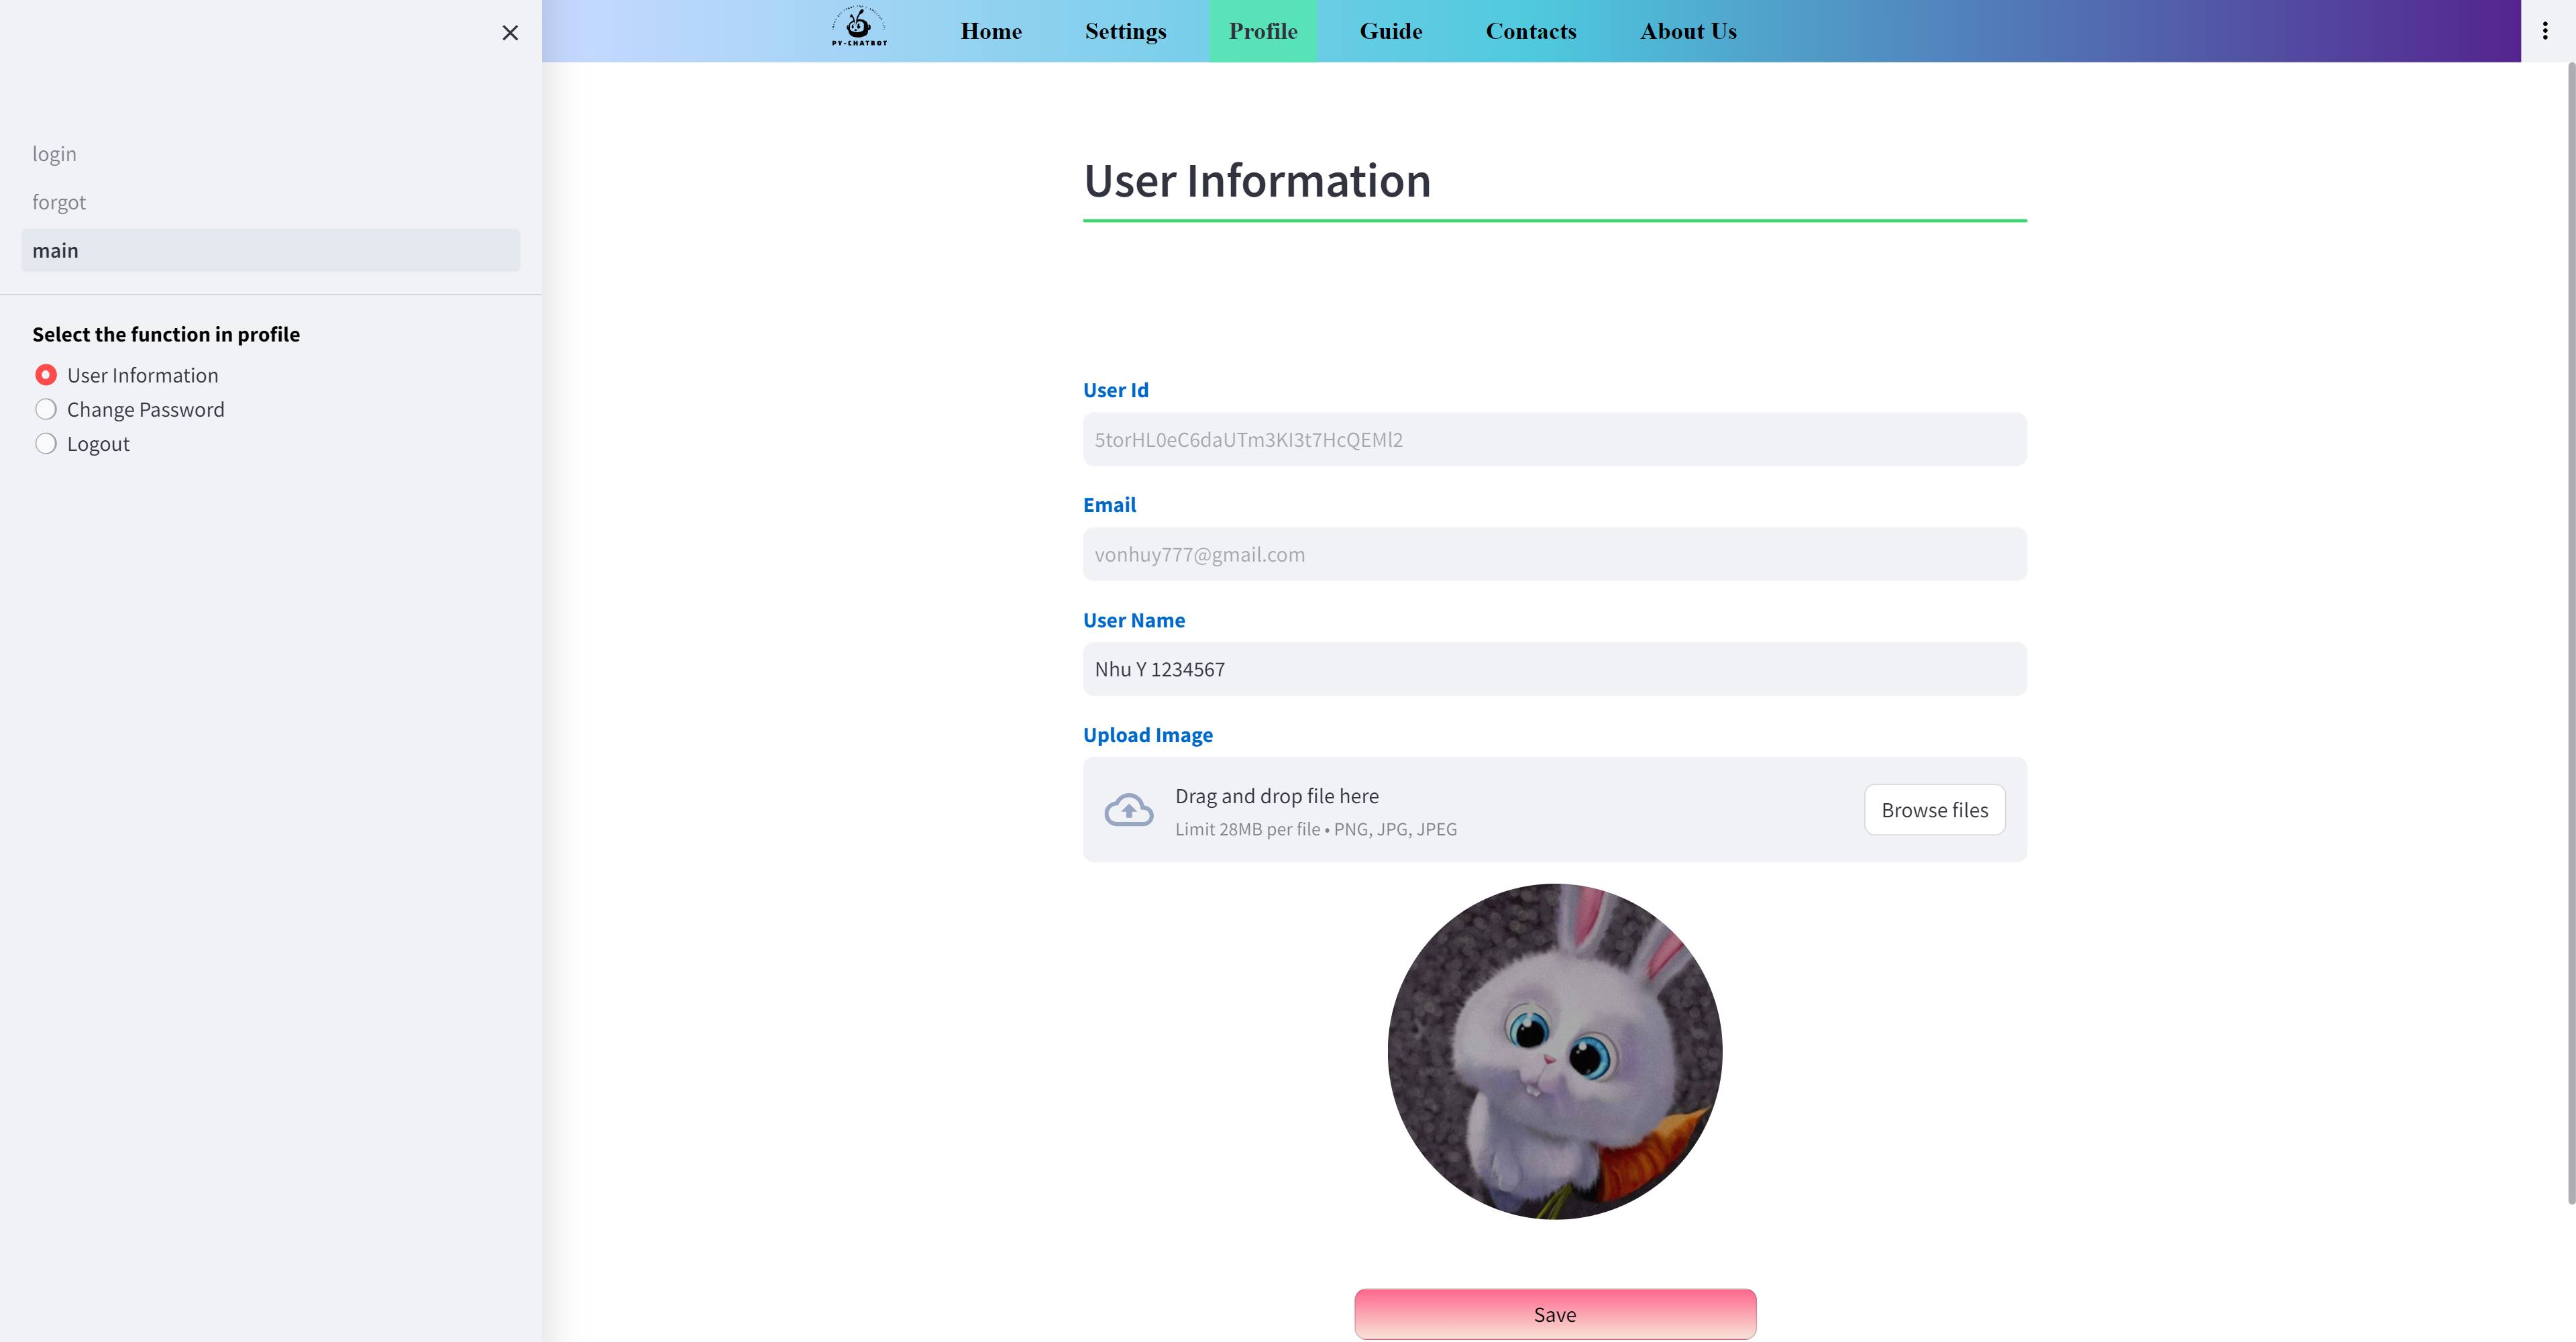 login
forgot
main
Select the function in profile
User Information
Change Password
Logout
PY-CHATBOT
Home
Settings
Profile
Guide
Contacts
About Us
User Information
User Id
5torHL0eC6daUTm3KI3t7HcQEMl2
Email
vonhuy777@gmail.com
User Name
Nhu Y 1234567
Upload Image
Drag and drop file here
Limit 28MB per file • PNG, JPG, JPEG
Browse files
Save